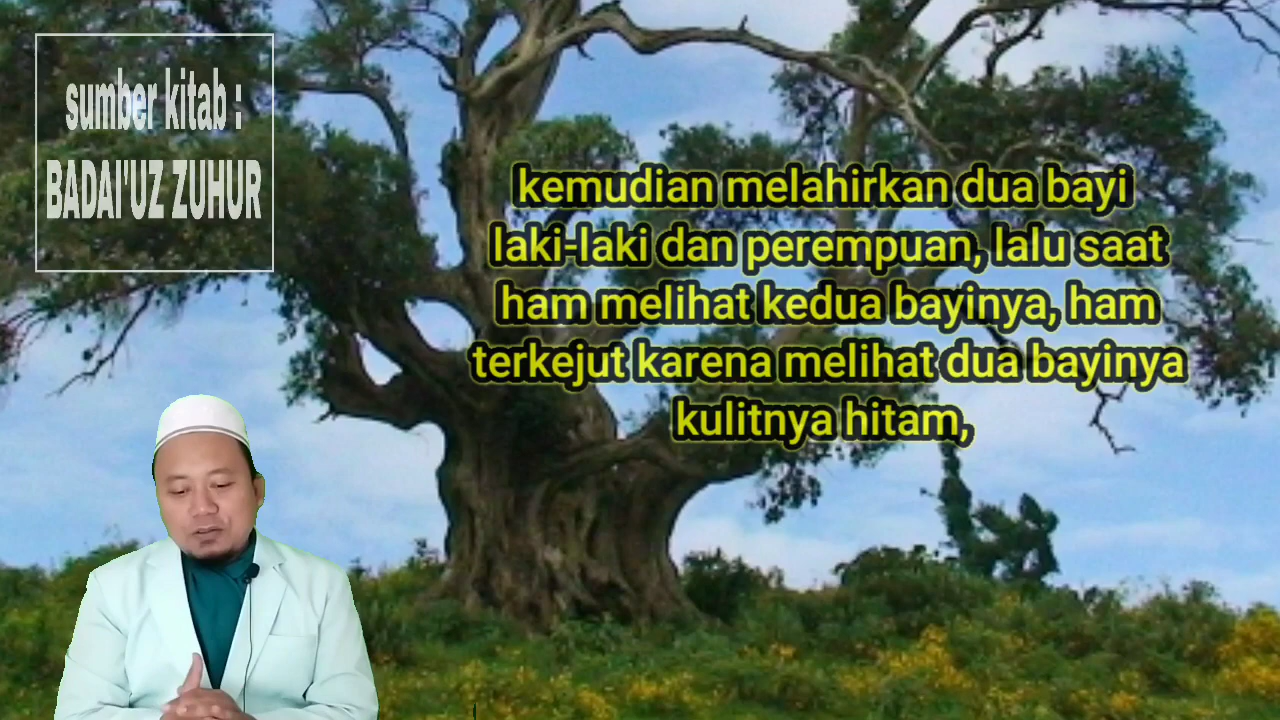 sumber kitab :
BADAI"UZ ZUHUR
kemudian melahirkan dua bayi
laki-laki dan perempuan, lalu saat
ham melihat kedua bayinya, ham
terkejut karena melihat dua bayinya
kulitnya hitam,